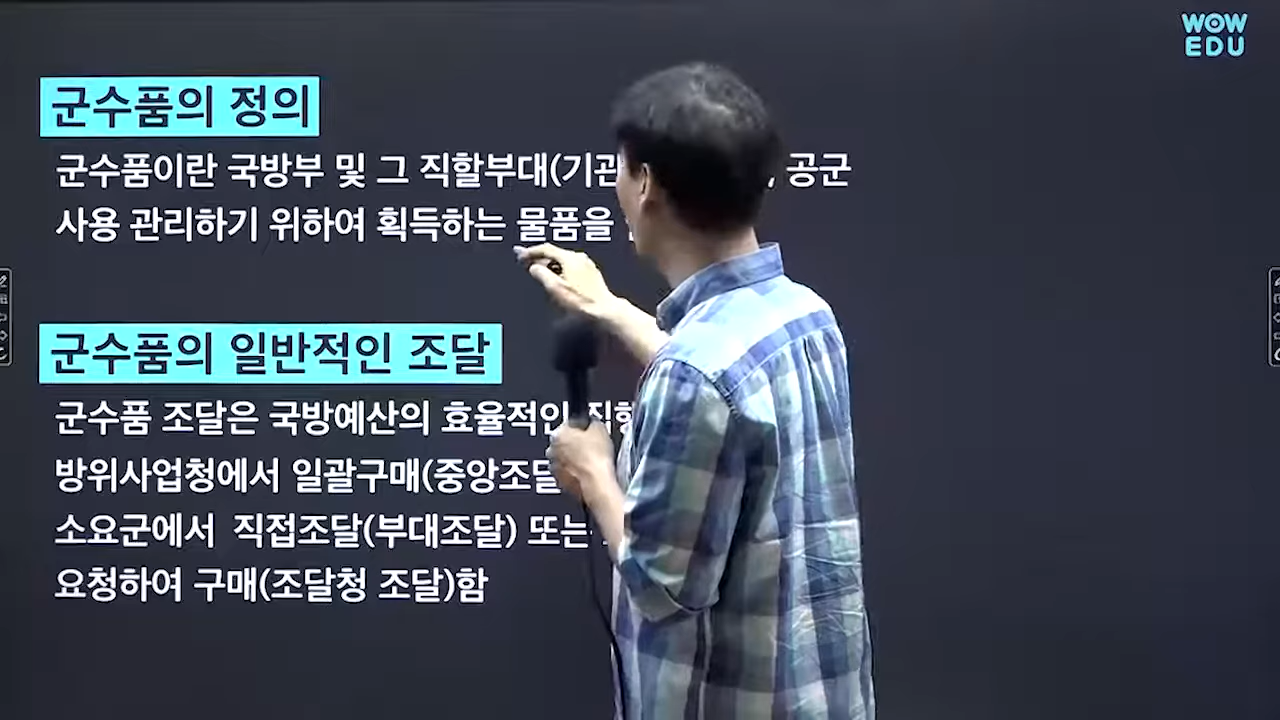 WOW
EDU
군수품의 정의
군수품이란 국방부 및 그 직할부대(기관 공군
사용 관리하기 위하여 획득하는 물품을
군수품의 일반적인 조달
군수품 조달은 국방예산의 효율적인
방위사업청에서 일괄구매(중앙조달
소요군에서 직접조달(부대조달) 또는
요청하여 구매(조달청 조달)함